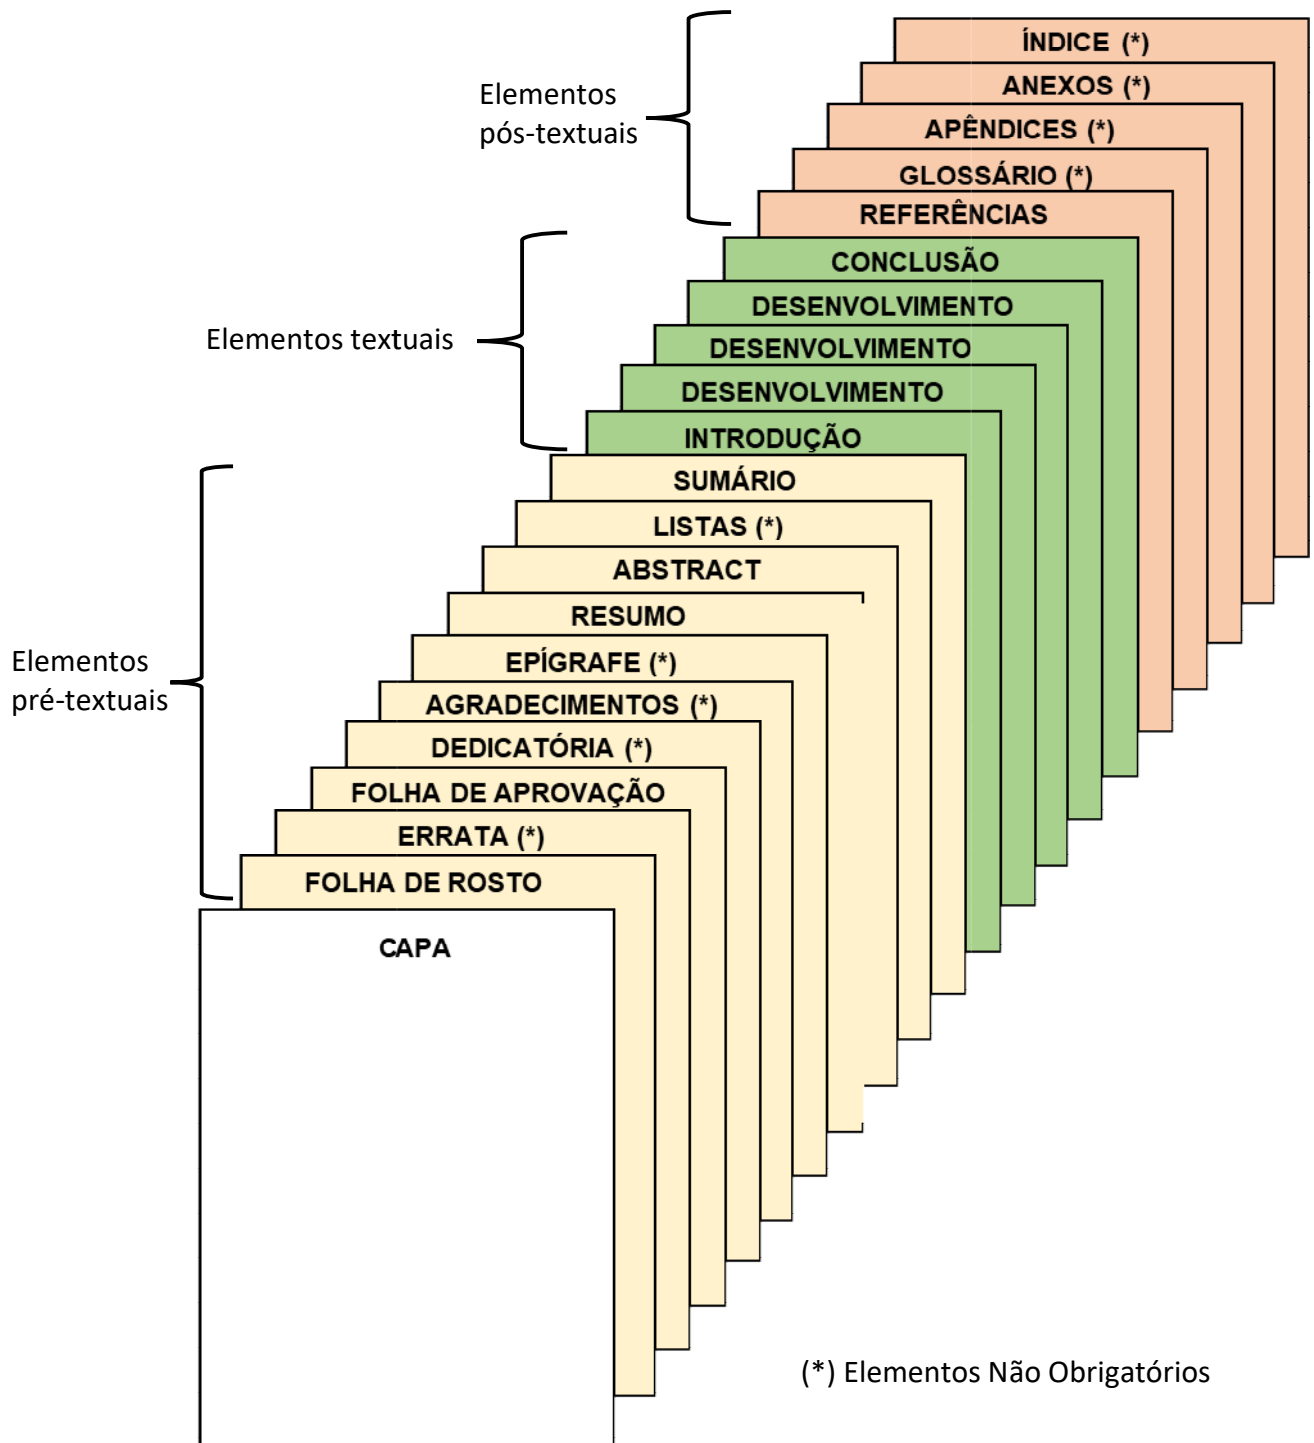 ÍNDICE (*)
ANEXOS (*)
APÊNDICES (*)
GLOSSÁRIO (*)
REFERÊNCIAS
Elementos
pós-textuais
CONCLUSÃO
DESENVOLVIMENTO
DESENVOLVIMENTO
DESENVOLVIMENTO
INTRODUÇÃO
Elementos textuais
SUMÁRIO
LISTAS (*)
ABSTRACT
RESUMO
EPÍGRAFE (*)
AGRADECIMENTOS (*)
DEDICATÓRIA (*)
FOLHA DE APROVAÇÃO
ERRATA (*)
FOLHA DE ROSTO
Elementos
pré-textuais
CAPA
(*) Elementos Não Obrigatórios